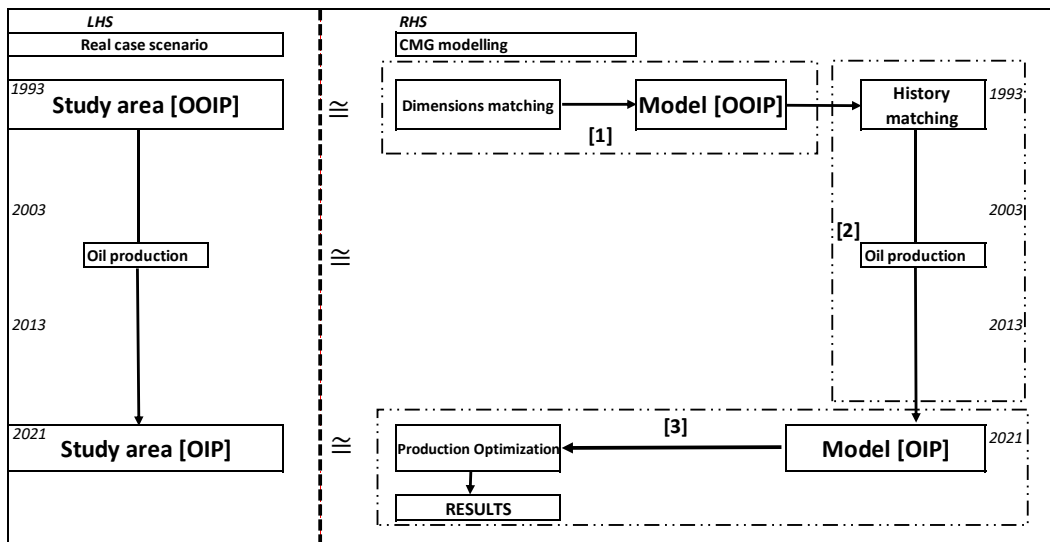 LHS
RHS
Real case scenario
CMG modelling
1993
Study area [OOIP]
≅
Dimensions matching
Model [OOIP]
History
matching
1993
[1]
2003
2003
[2]
Oil production
≅
Oil production
2013
2013
2021
Study area [OIP]
≅
[3]
Production Optimization
Model [OIP]
2021
RESULTS